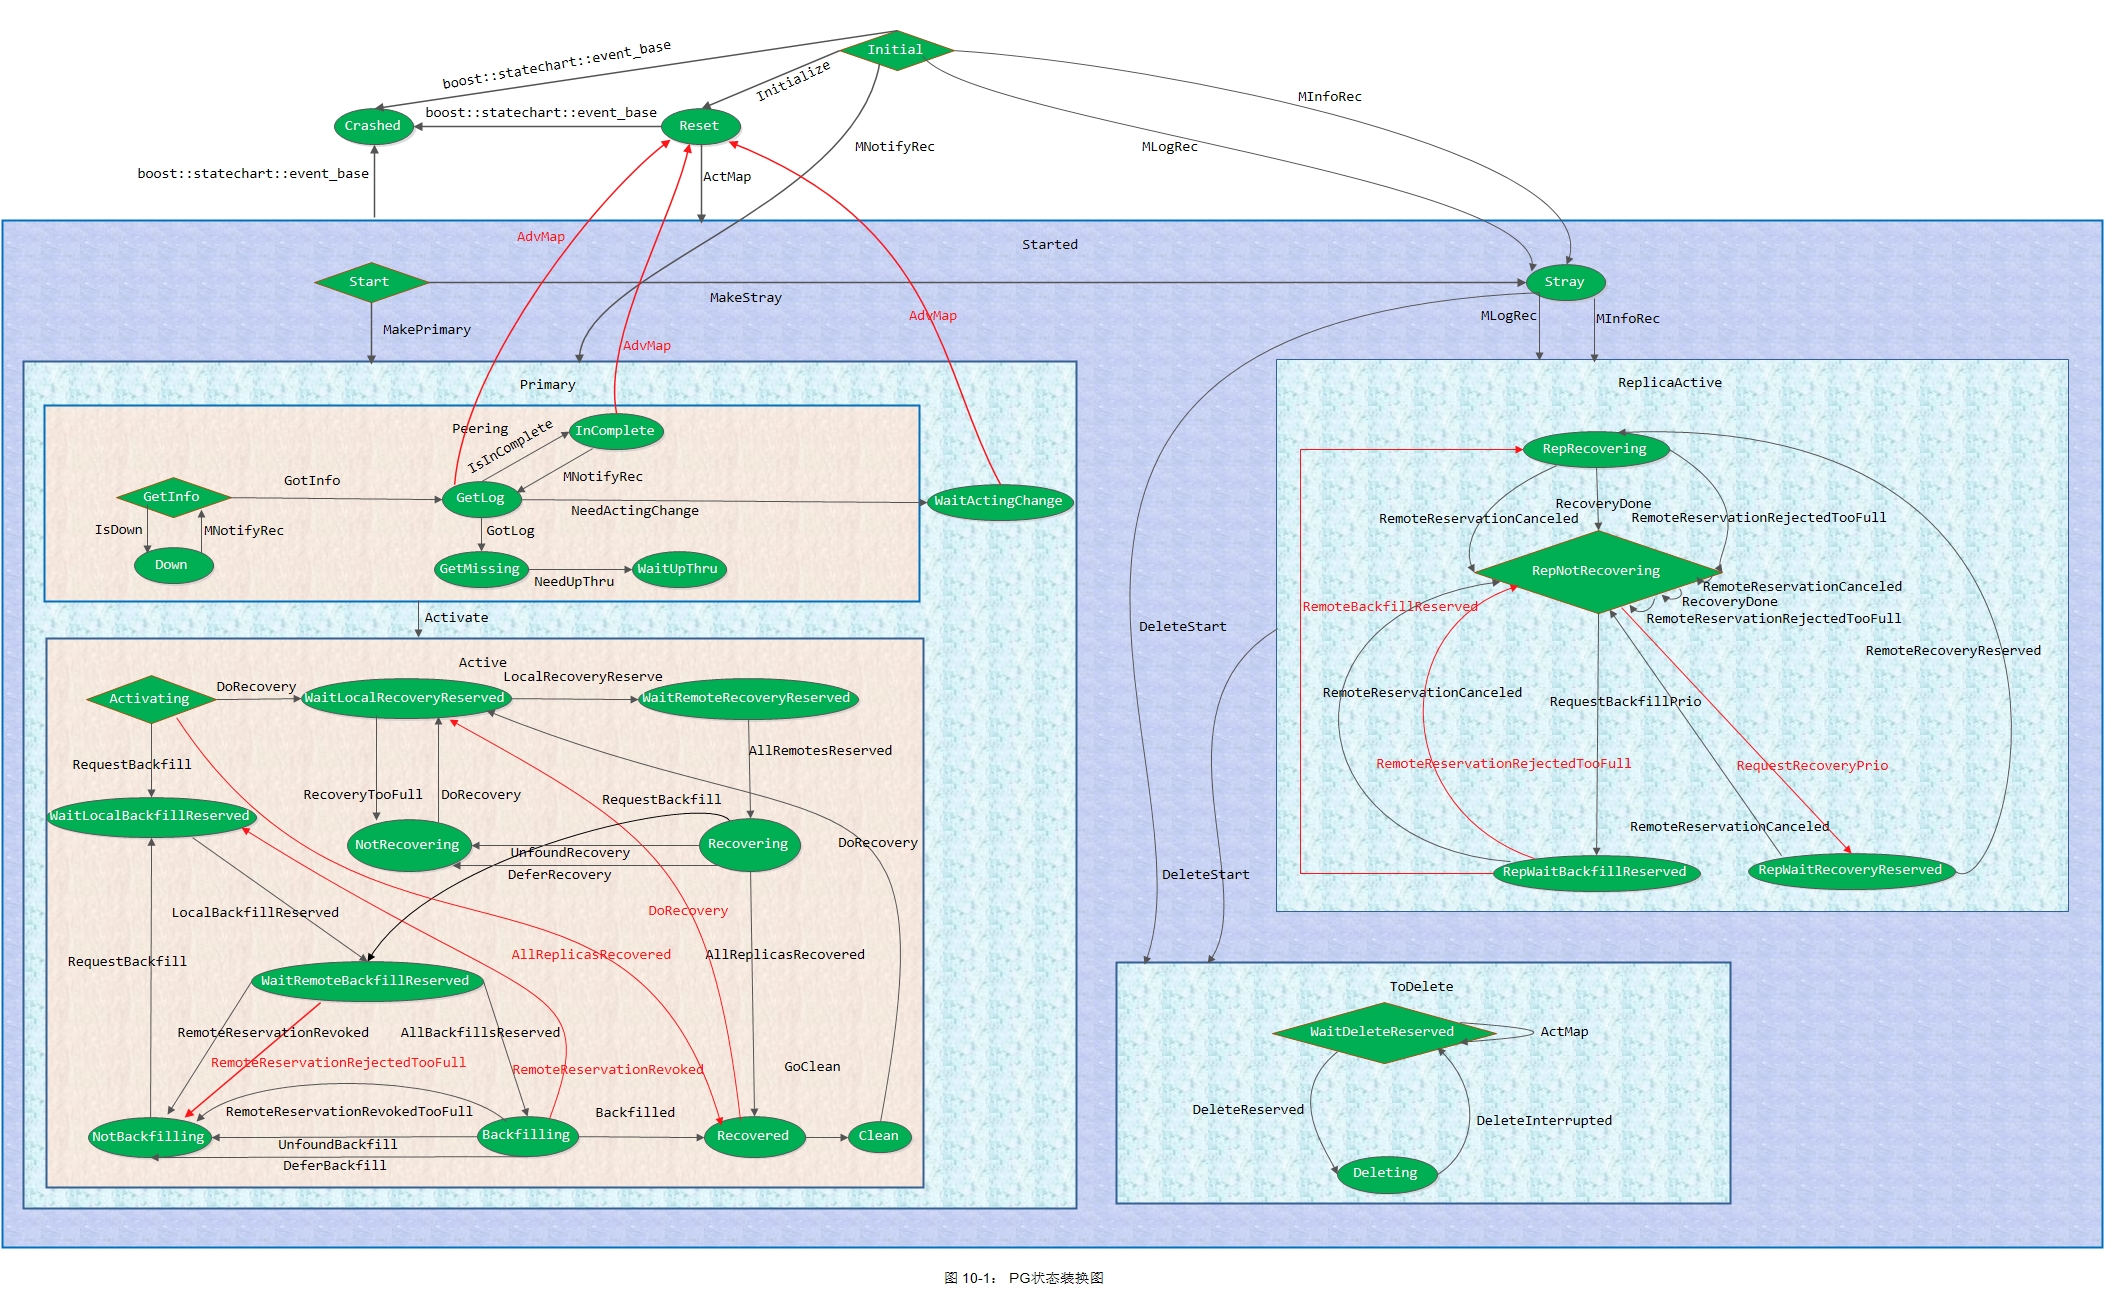 Initial
boost::statechart::event_base
Initialize
MInfoRec
boost::statechart::event_base
Crashed
Reset
MNotifyRec
MLogRec
boost::statechart::event_base
ActMap
AdvMap
Started
Start
Stray
MakeStray
AdvMap
MLogRec
MInfoRec
MakePrimary
AdvMap
Primary
ReplicaActive
Peering
IsInComplete
InComplete
RepRecovering
GotInfo
MNotifyRec
GetInfo
GetLog
WaitActingChange
NeedActingChange
RecoveryDone
RemoteReservationCanceled
RemoteReservationRejectedTooFull
IsDown
MNotifyRec
GotLog
Down
GetMissing
WaitUpThru
NeedUpThru
RepNotRecovering
RemoteReservationCanceled
RecoveryDone
RemoteBackfillReserved
RemoteReservationRejectedTooFull
Activate
DeleteStart
RemoteRecoveryReserved
Active
LocalRecoveryReserve
DoRecovery
Activating
WaitLocalRecoveryReserved
WaitRemoteRecoveryReserved
RemoteReservationCanceled
RequestBackfillPrio
AllRemotesReserved
RequestBackfill
RemoteReservationRejectedTooFull
RequestRecoveryPrio
RecoveryTooFull
DoRecovery
RequestBackfill
WaitLocalBackfillReserved
RemoteReservationCanceled
NotRecovering
Recovering
DoRecovery
UnfoundRecovery
DeferRecovery
DeleteStart
RepWaitBackfillReserved
RepWaitRecoveryReserved
LocalBackfillReserved
DoRecovery
RequestBackfill
AllReplicasRecovered
AllReplicasRecovered
WaitRemoteBackfillReserved
ToDelete
RemoteReservationRevoked
AllBackfillsReserved
WaitDeleteReserved
ActMap
RemoteReservationRejectedTooFull
RemoteReservationRevoked
GoClean
RemoteReservationRevokedTooFull
Backfilled
DeleteReserved
DeleteInterrupted
NotBackfilling
Backfilling
Recovered
Clean
UnfoundBackfill
DeferBackfill
Deleting
图 10-1： PG状态装换图